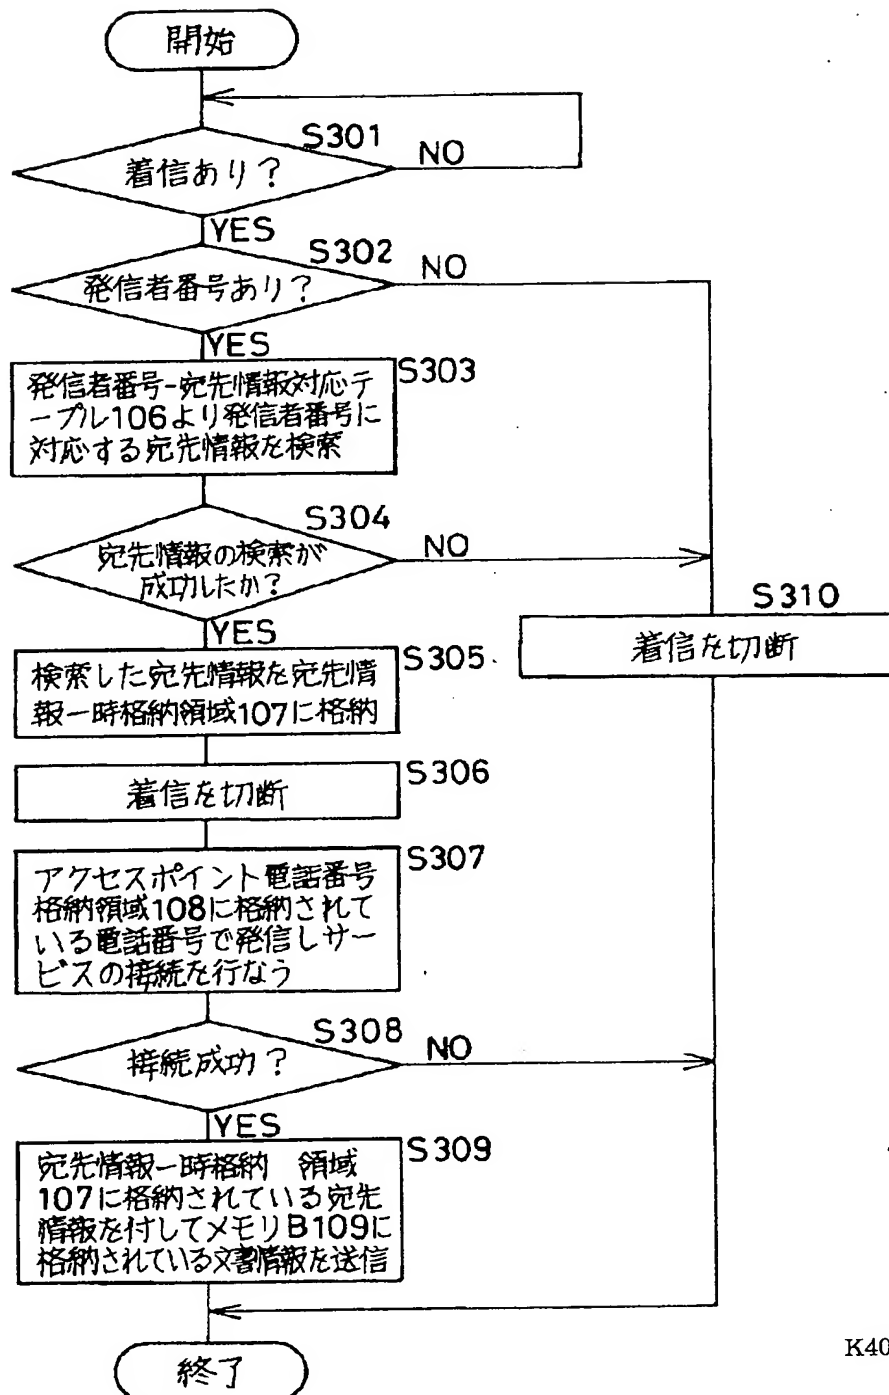 開始
S301
着信あり?
NO
YES
S302
発信者番号あり?
NO
YES
S303
発信者番号-宛先情報対応テ
ーブル106より発信者番号に
対応する宛先情報を検索
S304
宛先情報の検索が
成功したか?
NO
YES
S310
着信を切断
S305
検索した宛先情報を宛先情
報一時格納領域107に格納
S306
着信を切断
S307
アクセスポイント電話番号
格納領域108に格納されて
いる電話番号で発信しサー
ビスの接続を行なう
S308
接続成功?
NO
YES
S309
宛先情報一時格納 領域
107に格納されている宛先
情報を付してメモリB109に
格納されている文書情報を送信
終了
K40